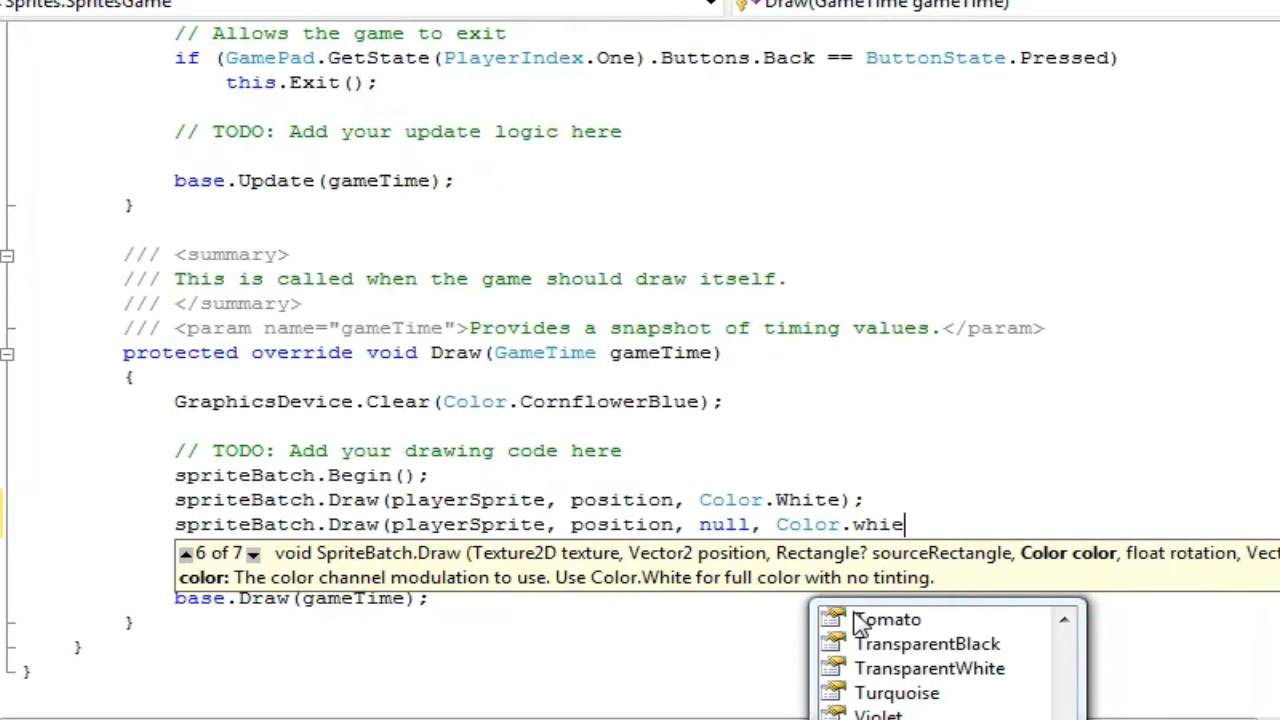 Sprites.SpritesGame
Draw(GameTime gameTime)
// Allows the game to exit
if (GamePad.GetState(PlayerIndex.One).Buttons.Back == ButtonState.Pressed)
this.Exit();
// TODO: Add your update logic here
base.Update(gameTime);
}
/// <summary>
/// This is called when the game should draw itself.
/// </summary>
/// <param name="gameTime">Provides a snapshot of timing values.</param>
protected override void Draw(GameTime gameTime)
{
GraphicsDevice.Clear(Color.CornflowerBlue);
// TODO: Add your drawing code here
spriteBatch.Begin();
spriteBatch.Draw(playerSprite, position, Color.White);
spriteBatch.Draw(playerSprite, position, null, Color.whie
6 of 7 void SpriteBatch.Draw (Texture2D texture, Vector2 position, Rectangle? sourceRectangle, Color color, float rotation, Vect
color: The color channel modulation to use. Use Color.White for full color with no tinting.
base.Draw(gameTime);
}
}
}
Tomato
TransparentBlack
TransparentWhite
Turquoise
Violet